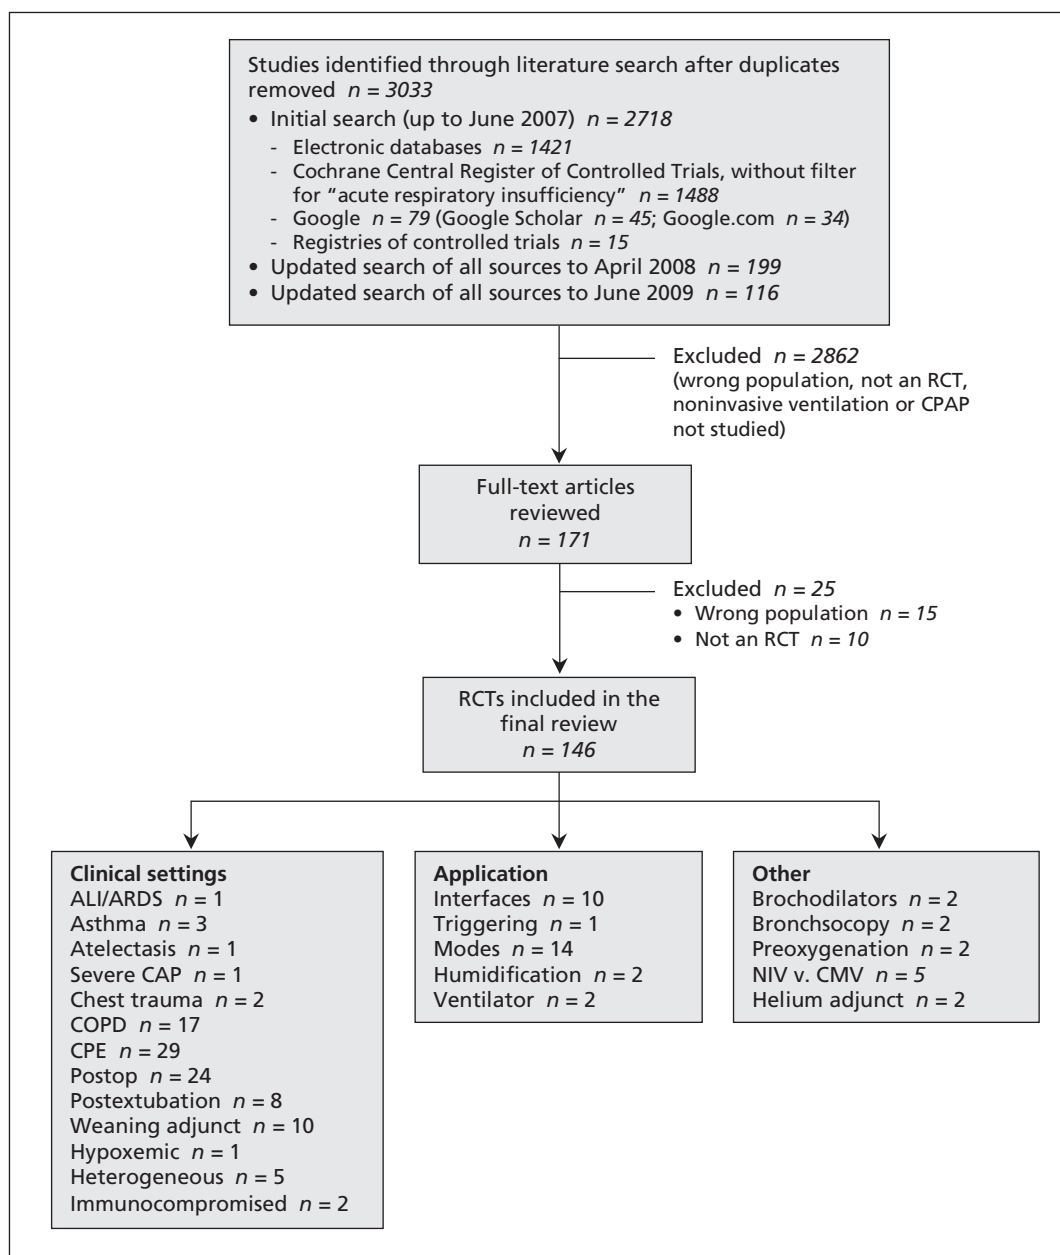 Studies identified through literature search after duplicates
removed n = 3033
• Initial search (up to June 2007) n = 2718
- Electronic databases n = 1421
- Cochrane Central Register of Controlled Trials, without filter
for “acute respiratory insufficiency” n = 1488
- Google n = 79 (Google Scholar n = 45; Google.com n = 34)
- Registries of controlled trials n = 15
• Updated search of all sources to April 2008 n = 199
• Updated search of all sources to June 2009 n = 116
Excluded n = 2862
(wrong population, not an RCT,
noninvasive ventilation or CPAP
not studied)
Full-text articles
reviewed
n = 171
Excluded n = 25
• Wrong population n = 15
• Not an RCT n = 10
RCTs included in the
final review
n = 146
Clinical settings
ALI/ARDS n = 1
Asthma n = 3
Atelectasis n = 1
Severe CAP n = 1
Chest trauma n = 2
COPD n = 17
CPE n = 29
Postop n = 24
Postextubation n = 8
Weaning adjunct n = 10
Hypoxemic n = 1
Heterogeneous n = 5
Immunocompromised n = 2
Application
Interfaces n = 10
Triggering n = 1
Modes n = 14
Humidification n = 2
Ventilator n = 2
Other
Brochodilators n = 2
Bronchsocopy n = 2
Preoxygenation n = 2
NIV v. CMV n = 5
Helium adjunct n = 2